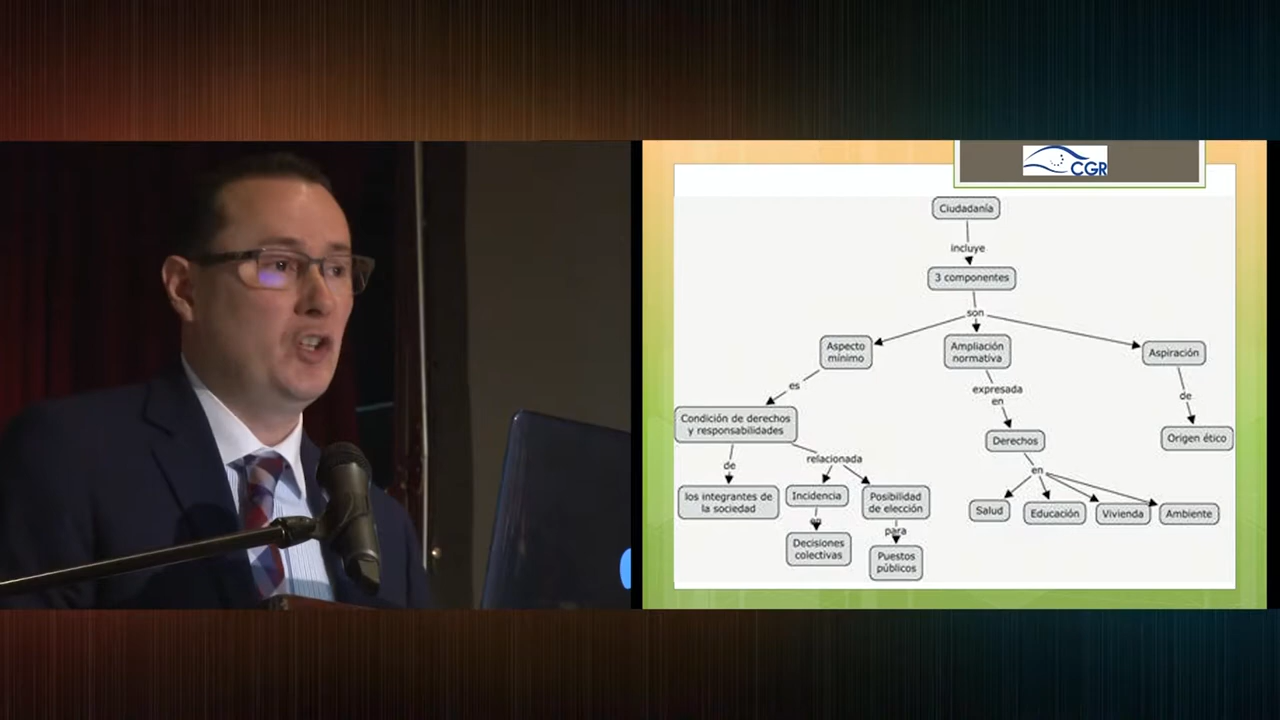 CGR
Ciudadanía
incluye
3 componentes
son
Aspecto
mínimo
Ampliación
normativa
Aspiración
es
expresada
en
de
Condición de derechos
y responsabilidades
Derechos
Origen ético
de
relacionada
en
los integrantes de
la sociedad
Incidencia
Posibilidad
de elección
Salud
Educación
Vivienda
Ambiente
en
para
Decisiones
colectivas
Puestos
públicos